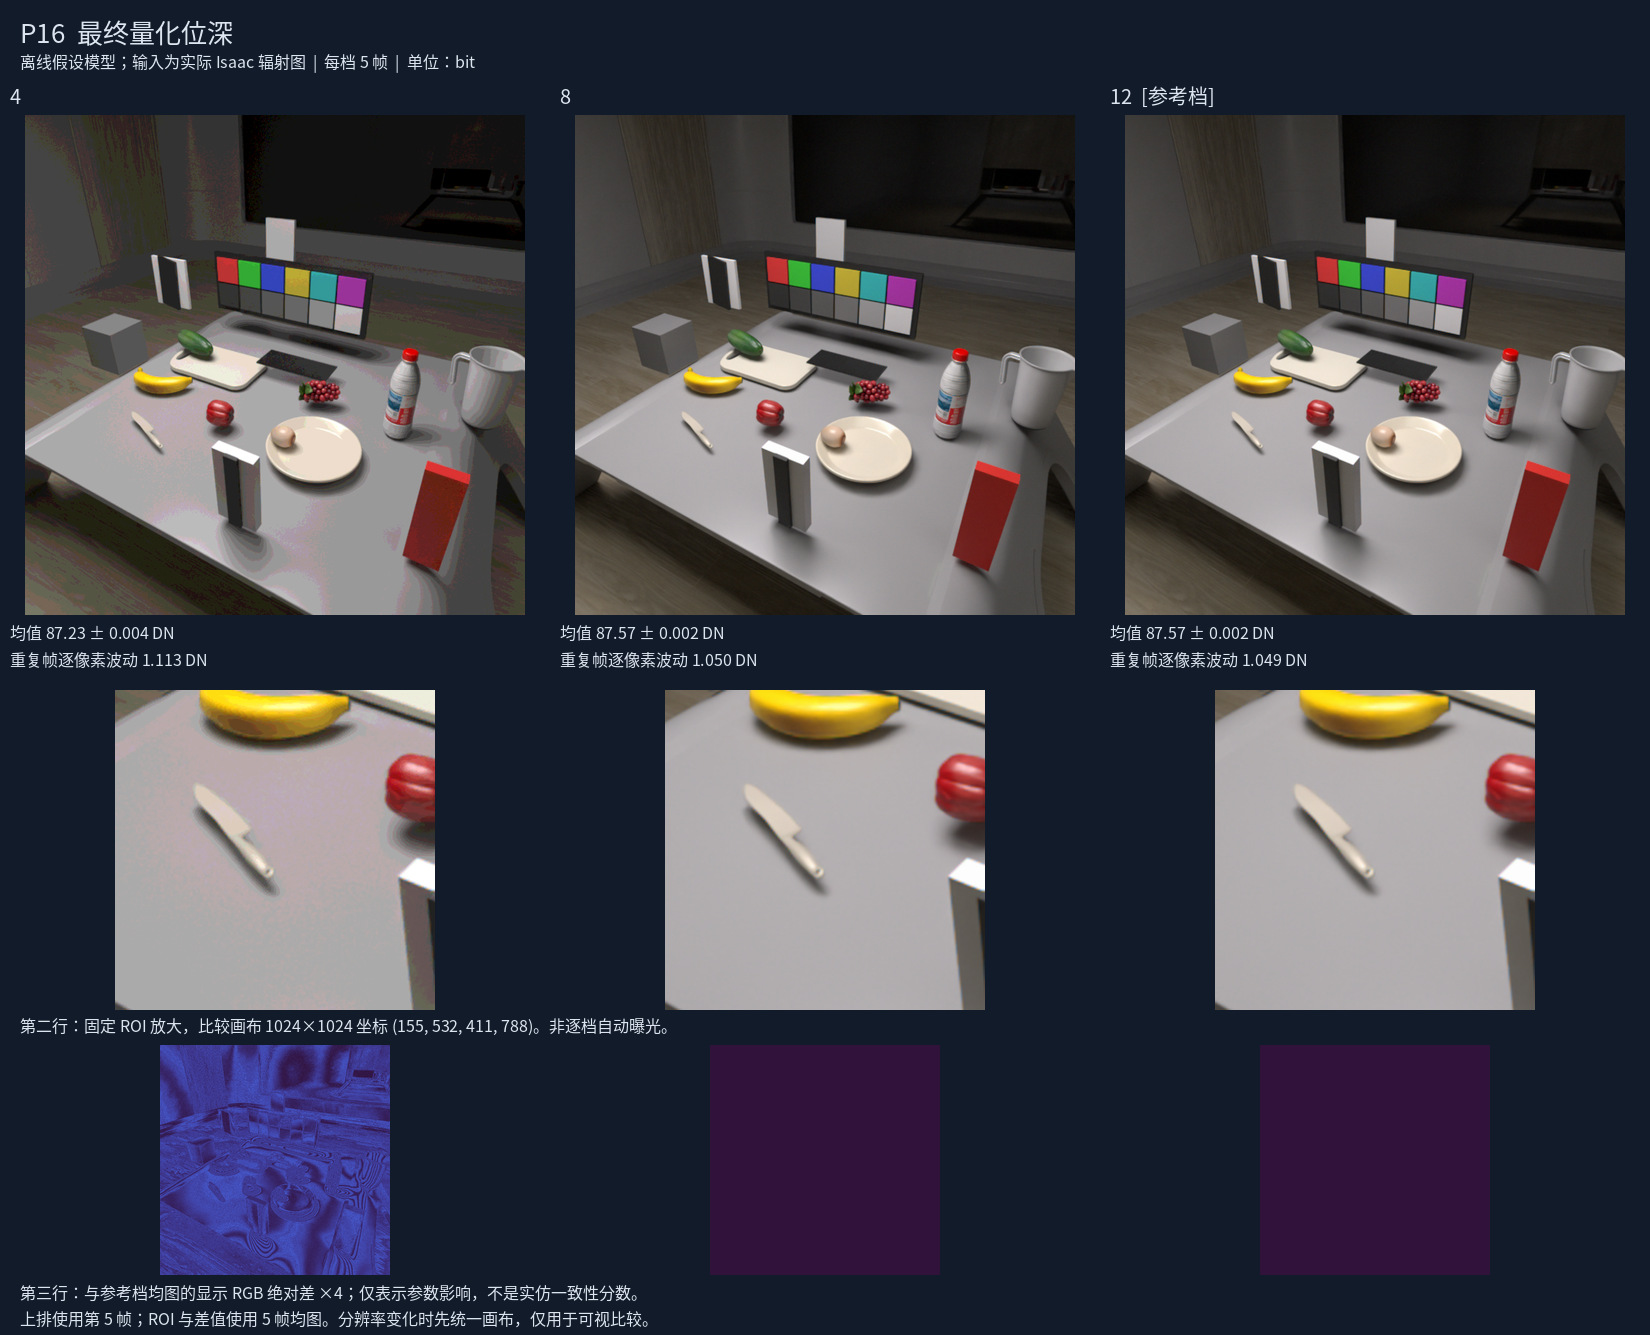 P16 最终量化位深
离线假设模型；输入为实际 Isaac 辐射图 | 每档 5 帧 | 单位：bit
4
8
12 [参考档]
均值 87.23 ± 0.004 DN
重复帧逐像素波动 1.113 DN
均值 87.57 ± 0.002 DN
重复帧逐像素波动 1.050 DN
均值 87.57 ± 0.002 DN
重复帧逐像素波动 1.049 DN
第二行：固定 ROI 放大，比较画布 1024×1024 坐标 (155, 532, 411, 788)。非逐档自动曝光。
第三行：与参考档均图的显示 RGB 绝对差 ×4；仅表示参数影响，不是实仿一致性分数。
上排使用第 5 帧；ROI 与差值使用 5 帧均图。分辨率变化时先统一画布，仅用于可视比较。